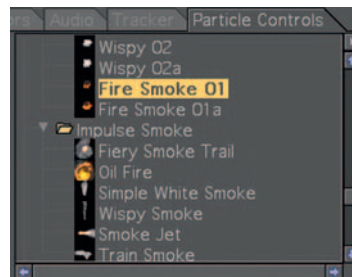 ors Audio Tracker Particle Controls
Wispy 02
Wispy 02a
Fire Smoke 01
Fire Smoke 01a
Impulse Smoke
Fiery Smoke Trail
Oil Fire
Simple White Smoke
Wispy Smoke
Smoke Jet
Train Smoke